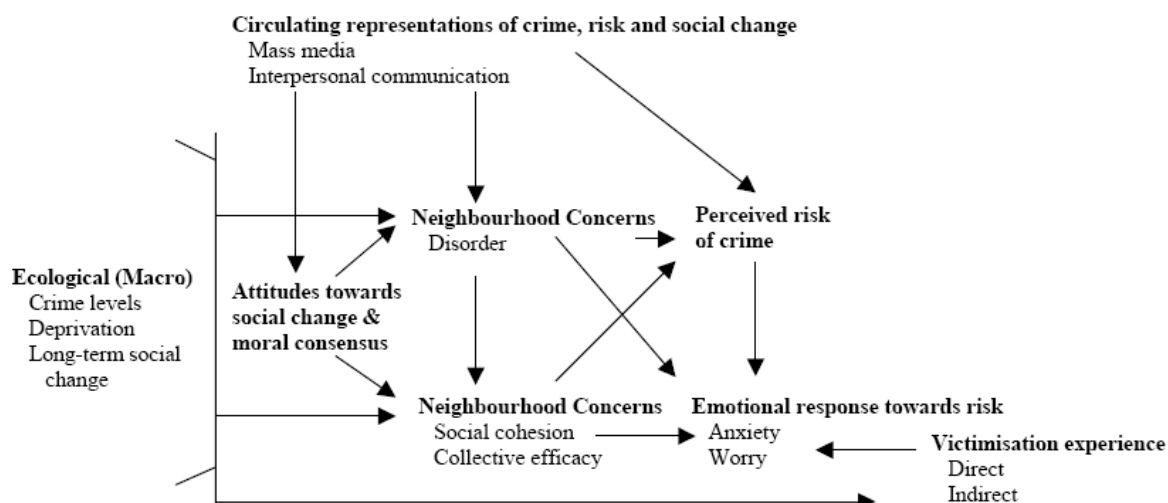 Circulating representations of crime, risk and social change
Mass media
Interpersonal communication
Neighbourhood Concerns
Disorder
Perceived risk
of crime
Ecological (Macro)
Crime levels
Deprivation
Long-term social
change
Attitudes towards
social change &
moral consensus
Neighbourhood Concerns
Social cohesion
Collective efficacy
Emotional response towards risk
Anxiety
Worry
Victimisation experience
Direct
Indirect